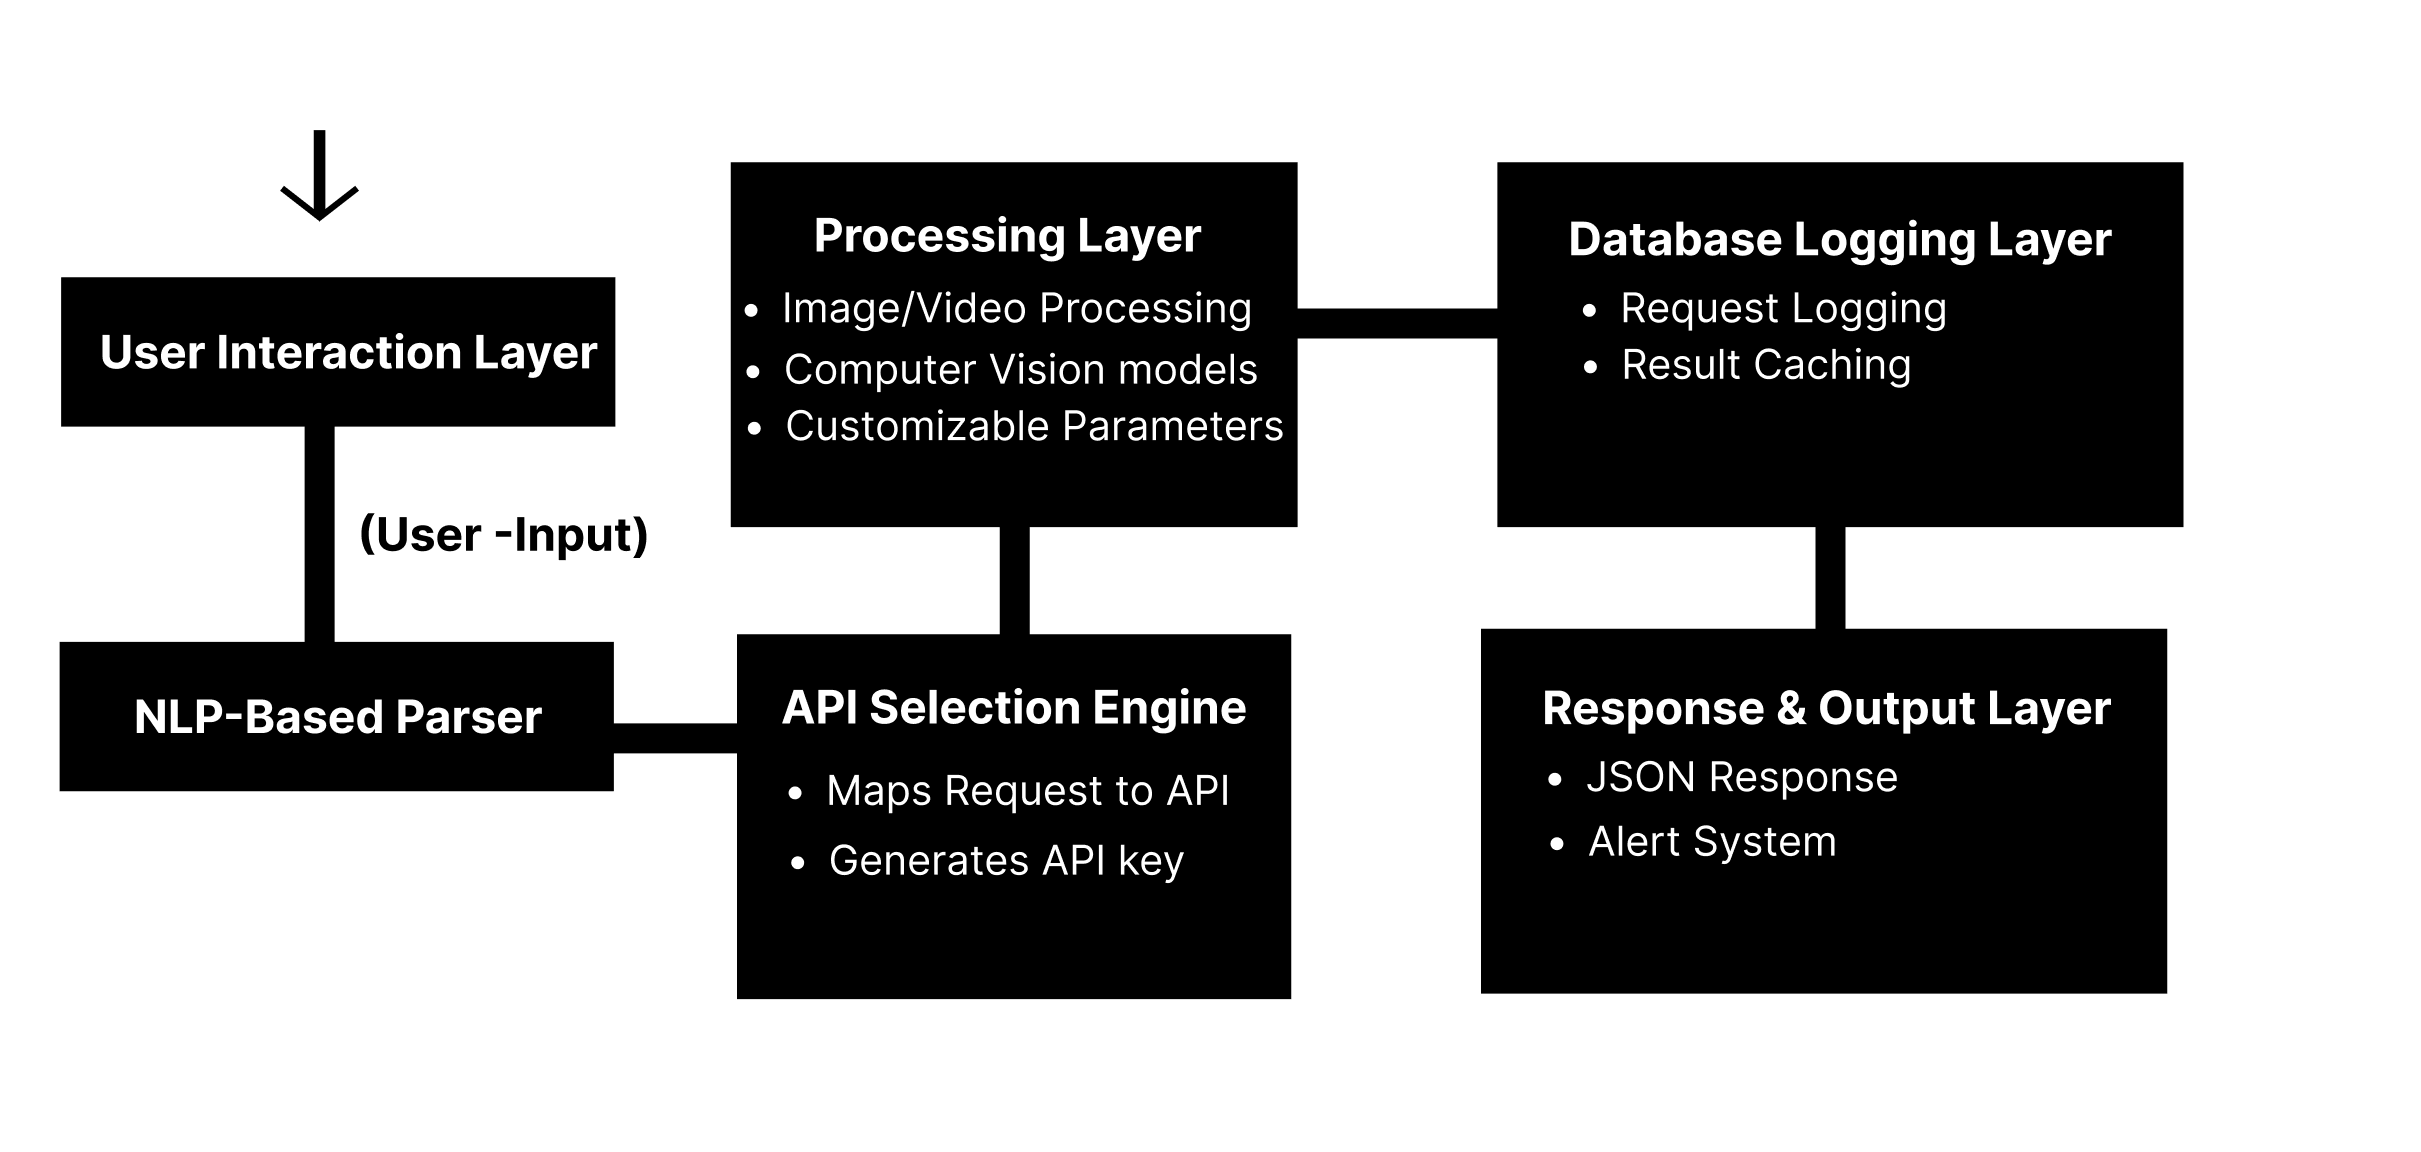 User Interaction Layer
(User -Input)
NLP-Based Parser
Processing Layer
• Image/Video Processing
• Computer Vision models
• Customizable Parameters
API Selection Engine
• Maps Request to API
• Generates API key
Database Logging Layer
• Request Logging
• Result Caching
Response & Output Layer
• JSON Response
• Alert System